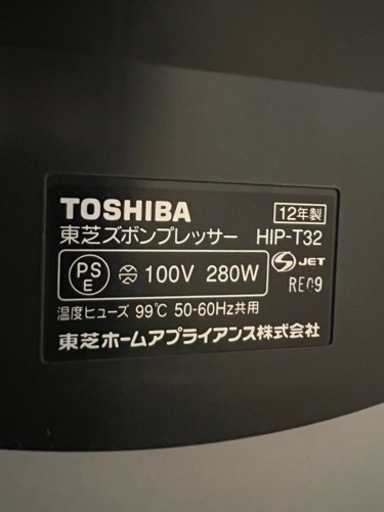 TOSHIBA 12年製
東芝ズボンプレッサー HIP-T32
PS E 100V 280W JET
温度ヒューズ 99℃ 50-60Hz共用
東芝ホームアプライアンス株式会社